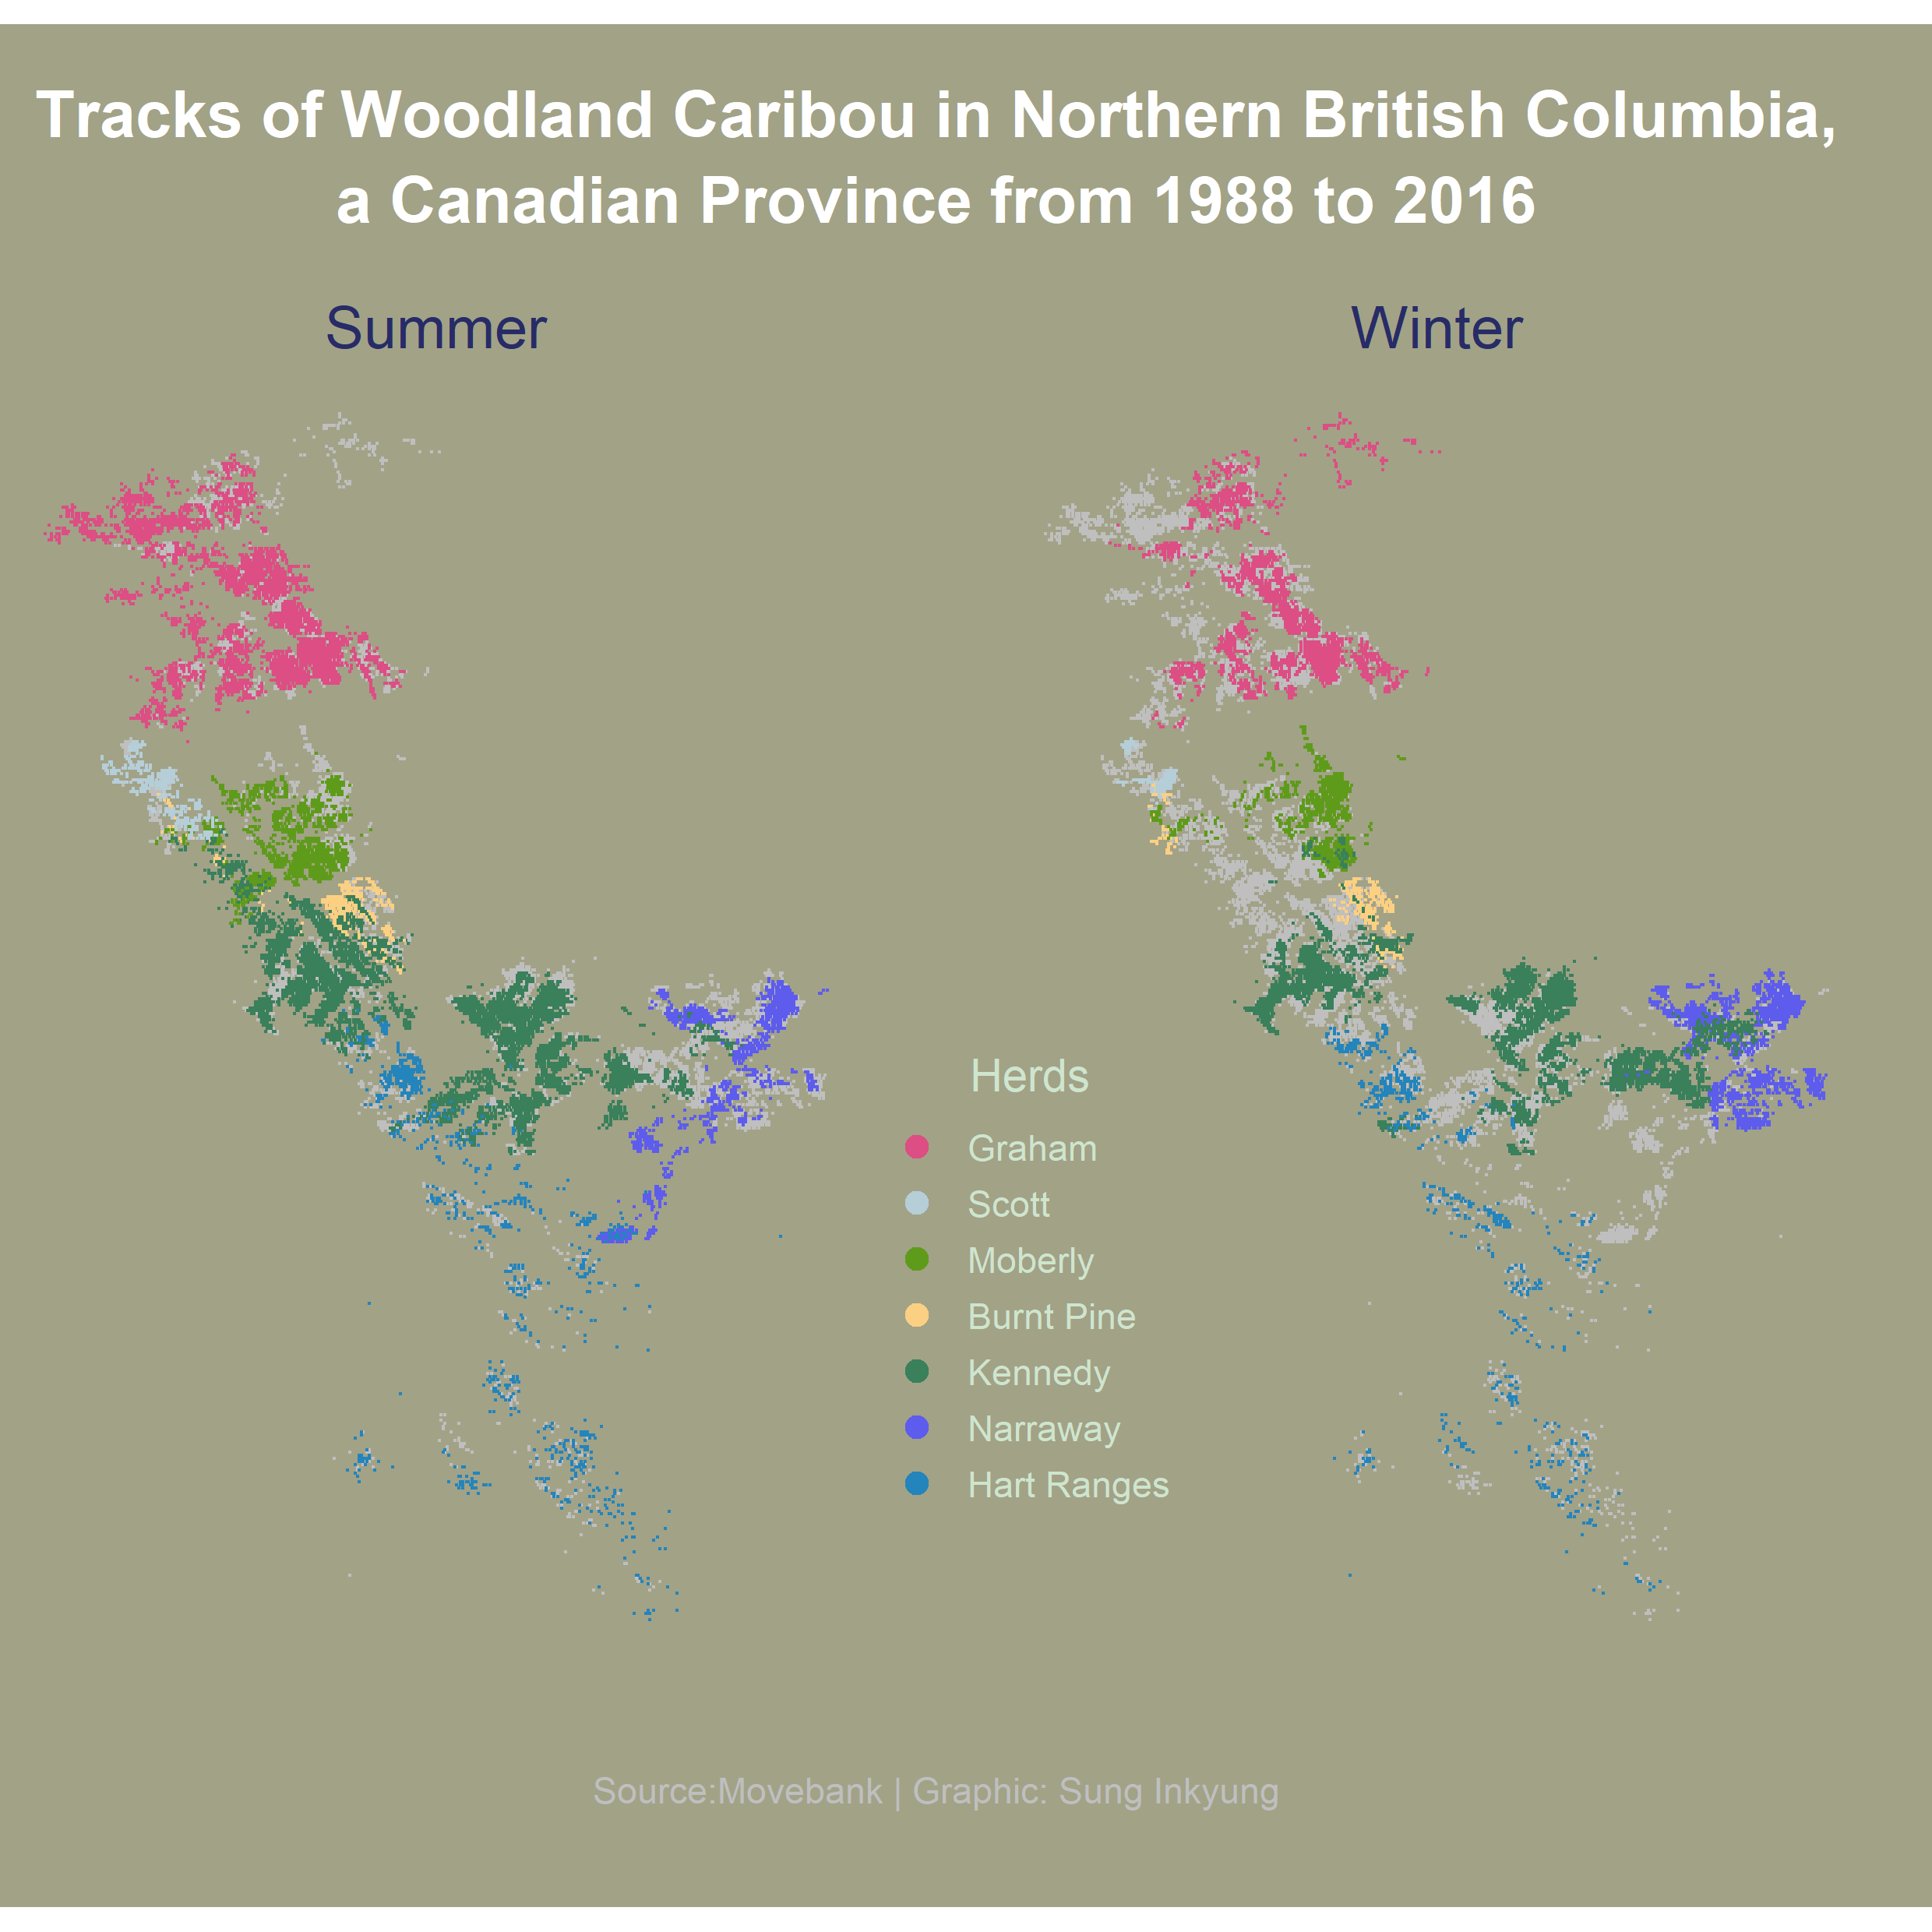 Tracks of Woodland Caribou in Northern British Columbia,
a Canadian Province from 1988 to 2016
Summer
Winter
Herds
Graham
Scott
Moberly
Burnt Pine
Kennedy
Narraway
Hart Ranges
Source:Movebank | Graphic: Sung Inkyung